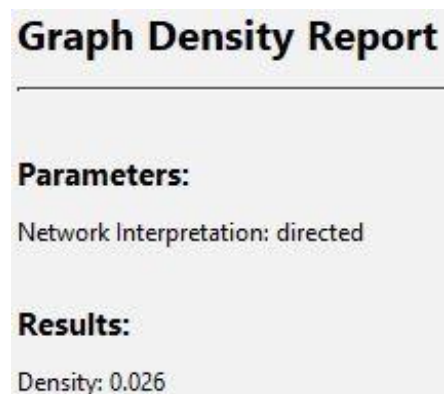 Graph Density Report
Parameters:
Network Interpretation: directed
Results:
Density: 0.026